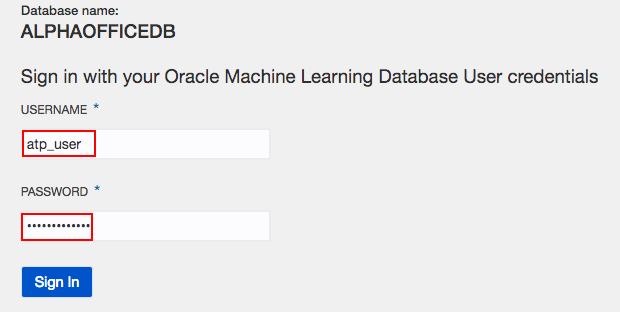 Database name:
ALPHAOFFICEDB
Sign in with your Oracle Machine Learning Database User credentials
USERNAME *
atp_user
PASSWORD *
•••••••••••••
Sign In